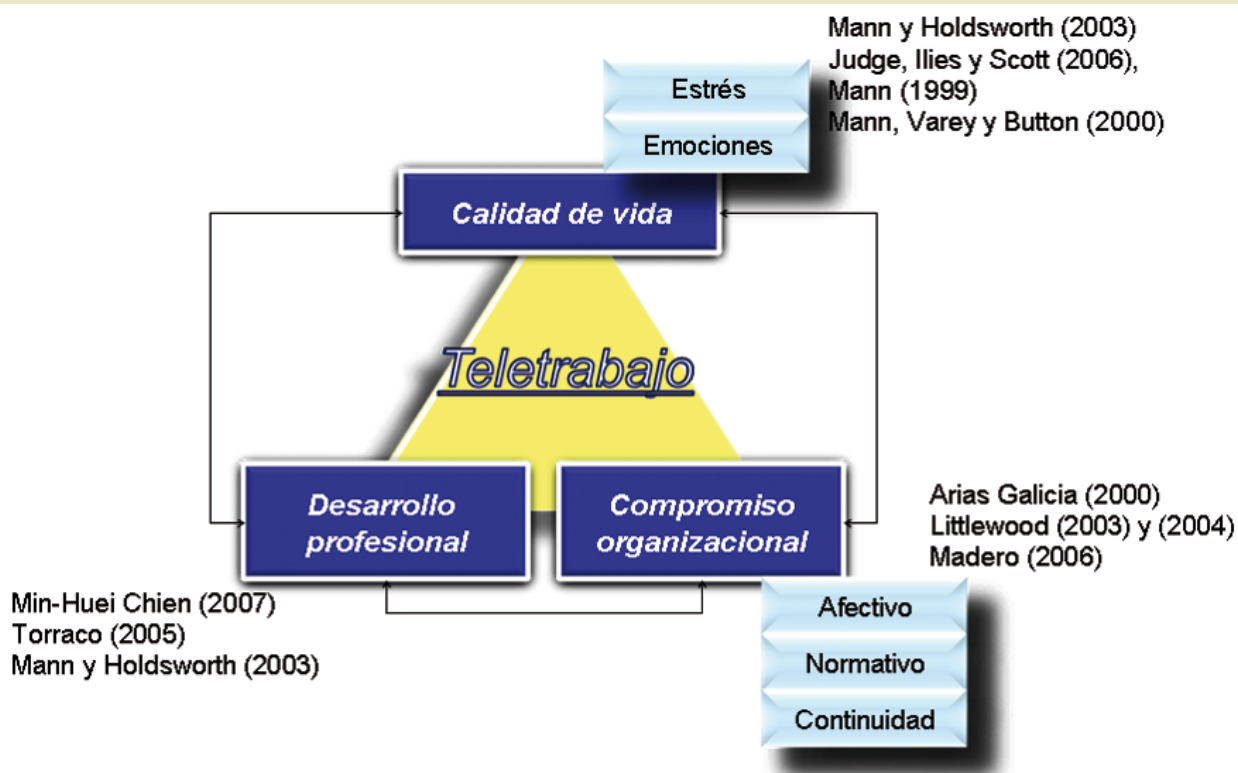 Mann y Holdsworth (2003)
Judge, Ilies y Scott (2006),
Mann (1999)
Mann, Varey y Button (2000)
Estrés
Emociones
Calidad de vida
Teletrabajo
Desarrollo
profesional
Compromiso
organizacional
Arias Galicia (2000)
Littlewood (2003) y (2004)
Madero (2006)
Min-Huei Chien (2007)
Torraco (2005)
Mann y Holdsworth (2003)
Afectivo
Normativo
Continuidad